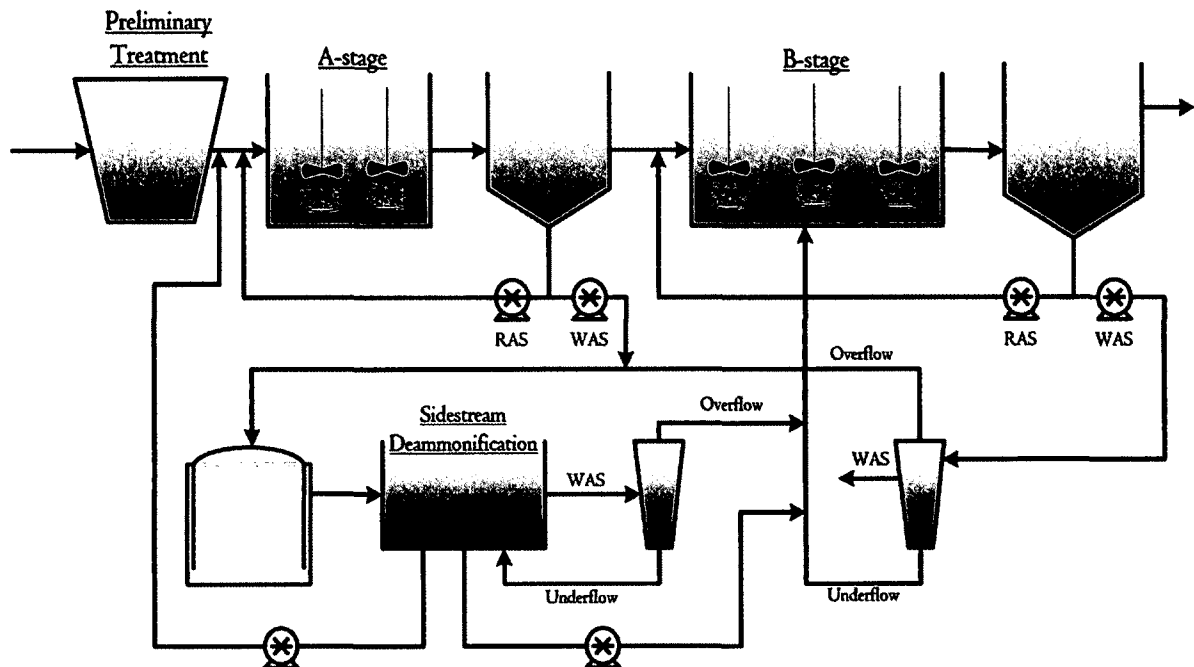 Preliminary
Treatment
A-stage
B-stage
RAS
WAS
RAS
WAS
Overflow
Overflow
Sidestream
Deammonification
WAS
WAS
Underflow
Underflow